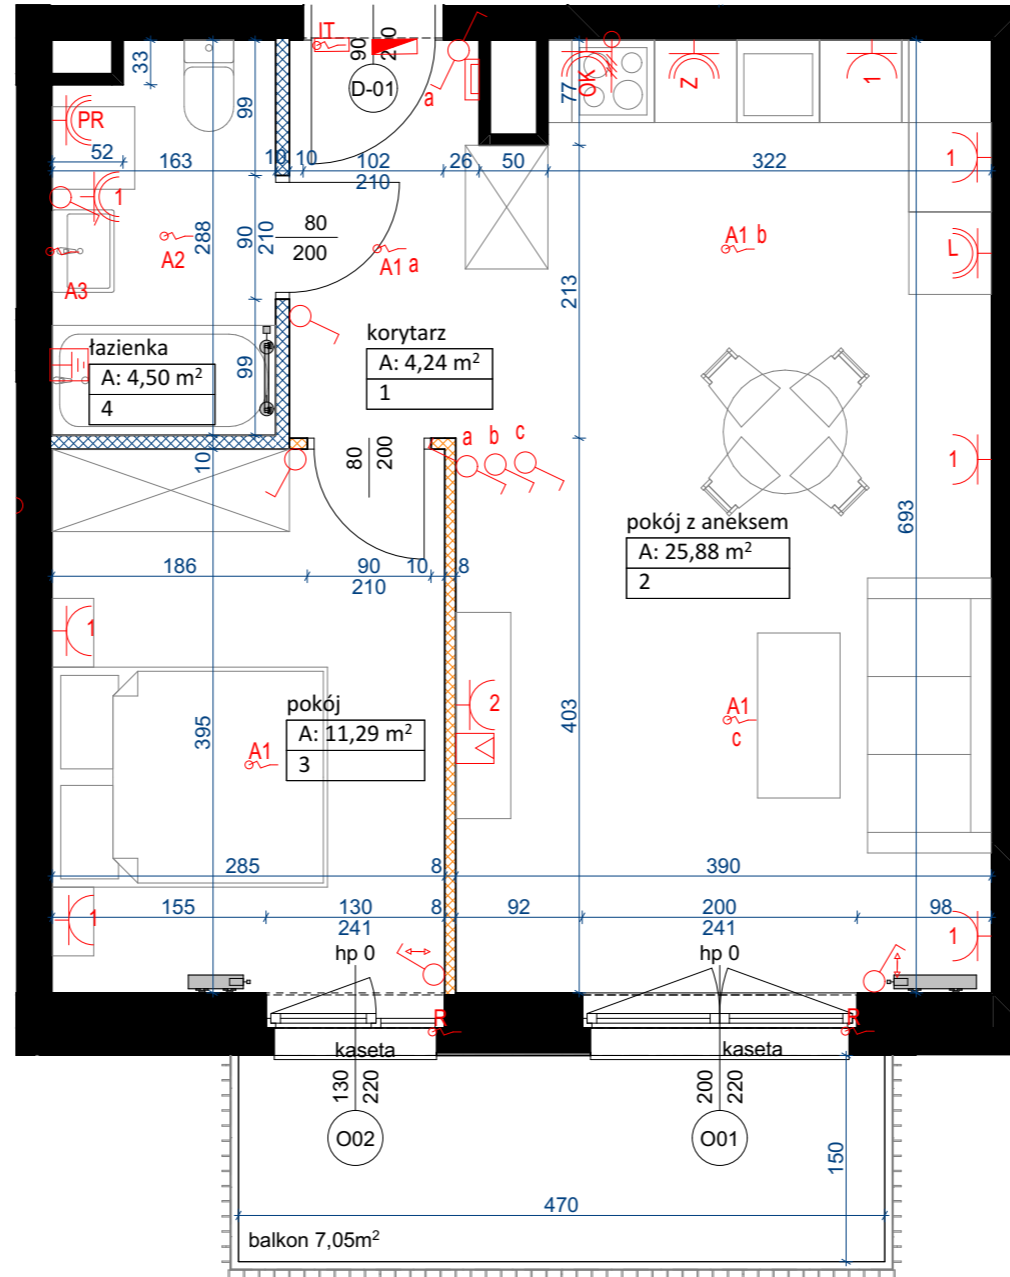 IT
90
200
D-01
a
33
99
77
OK
Z
1
PR
52
163
10
10
102
210
26
50
322
1
1
288
90
210
80
200
A2
A3
A1 a
A1 b
L
213
łazienka
A: 4,50 m²
4
99
korytarz
A: 4,24 m²
1
80
200
a b c
1
10
693
pokój z aneksem
A: 25,88 m²
2
186
90
210
10
8
1
2
395
403
pokój
A: 11,29 m²
3
A1
A1
c
285
8
390
155
130
241
8
92
200
241
98
1
1
hp 0
hp 0
R
R
kaseta
kaseta
130
220
200
220
O02
O01
150
470
balkon 7,05m²